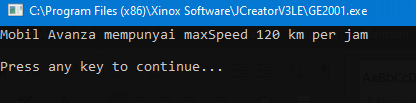 C:\Program Files (x86)\Xinox Software\JCreatorV3LE\GE2001.exe
Mobil Avanza mempunyai maxSpeed 120 km per jam
Press any key to continue...